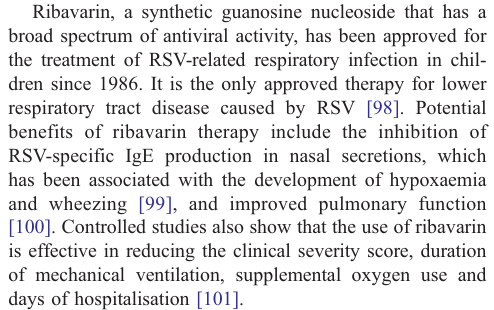 Ribavarin, a synthetic guanosine nucleoside that has a
broad spectrum of antiviral activity, has been approved for
the treatment of RSV-related respiratory infection in chil-
dren since 1986. It is the only approved therapy for lower
respiratory tract disease caused by RSV [98]. Potential
benefits of ribavarin therapy include the inhibition of
RSV-specific IgE production in nasal secretions, which
has been associated with the development of hypoxaemia
and wheezing [99], and improved pulmonary function
[100]. Controlled studies also show that the use of ribavarin
is effective in reducing the clinical severity score, duration
of mechanical ventilation, supplemental oxygen use and
days of hospitalisation [101].